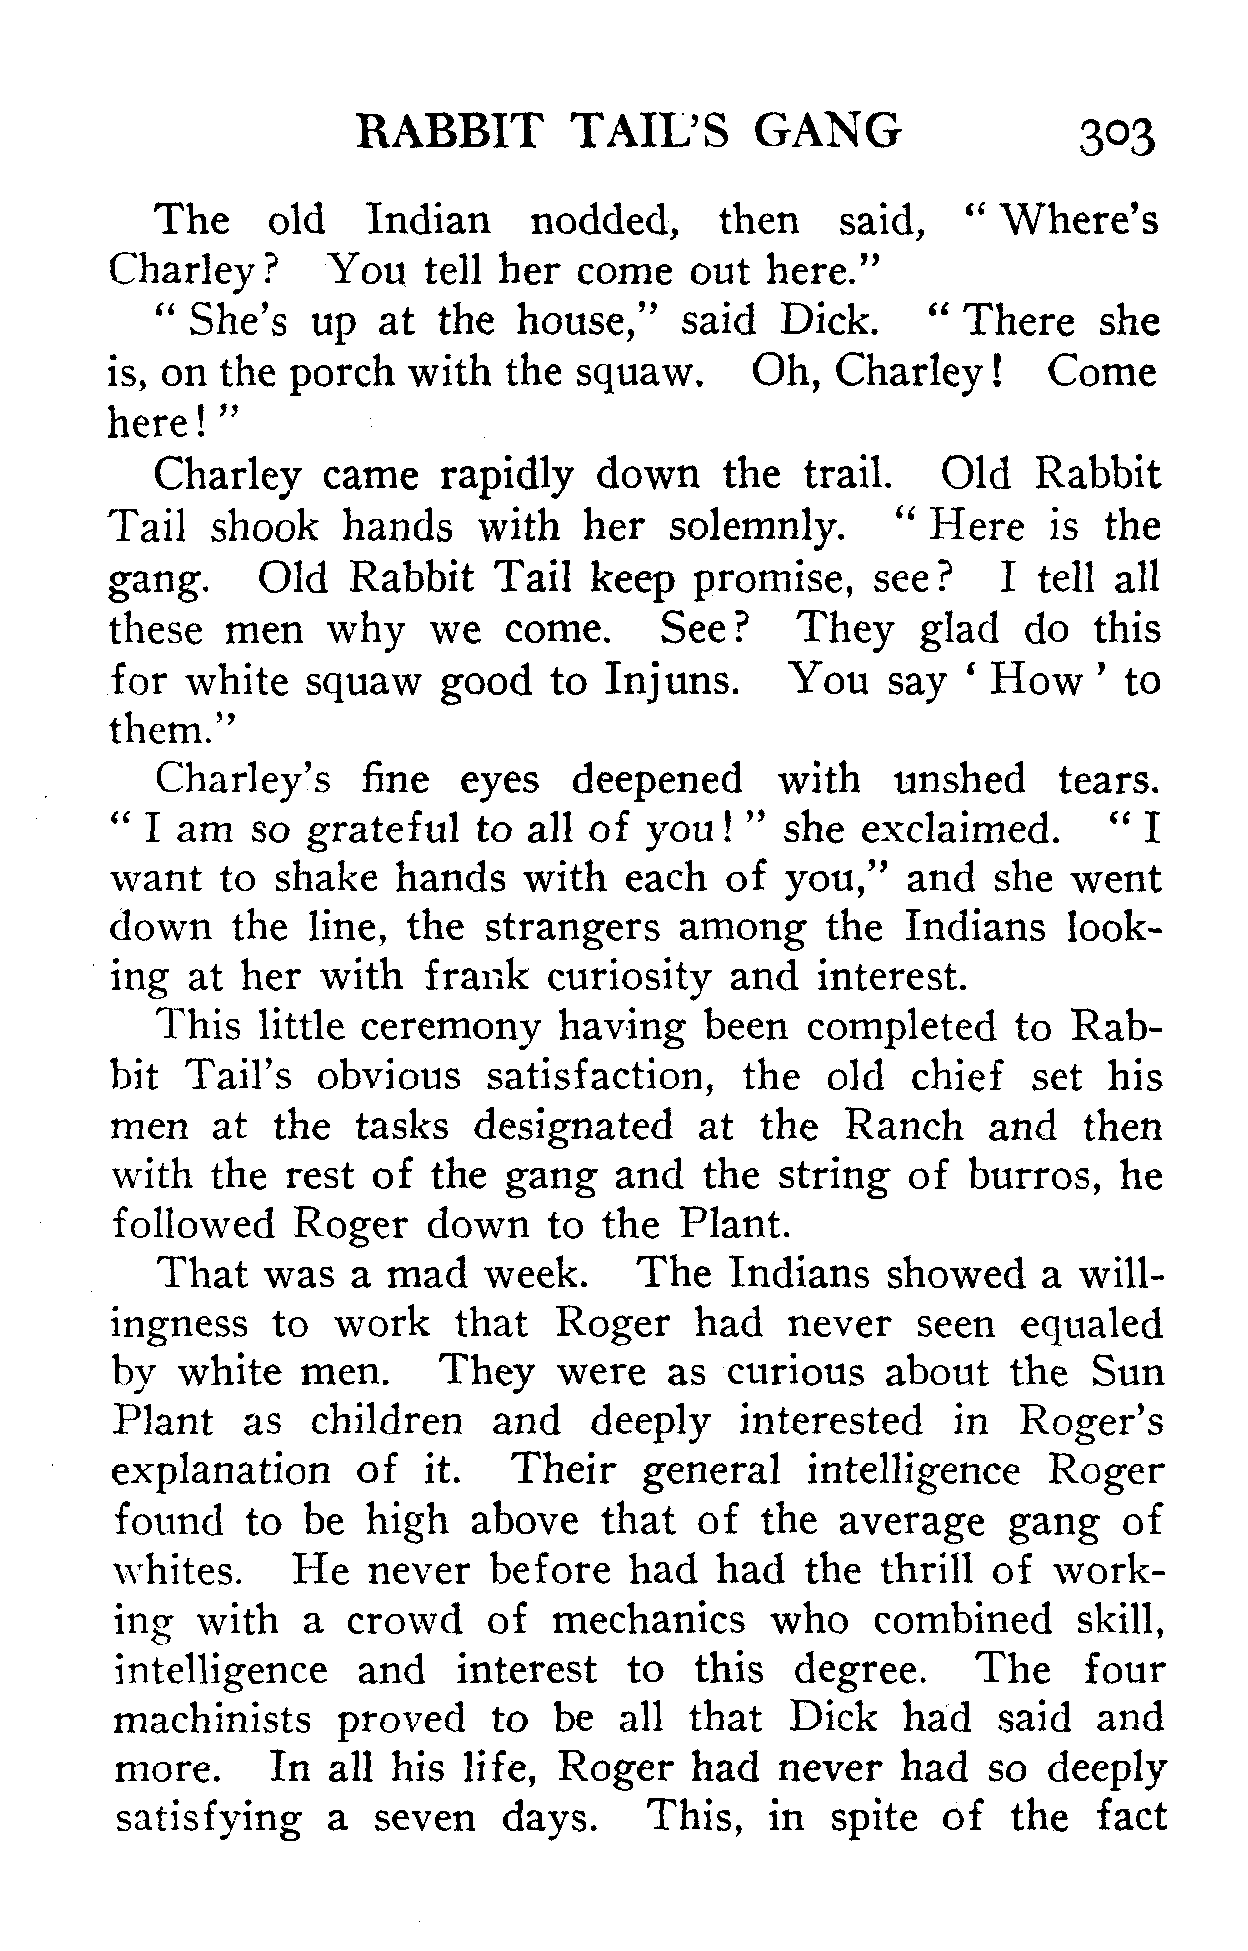 RABBIT TAIL'S GANG 303
The old Indian nodded, then said, " Where's
Charley? You tell her come out here."
" She's up at the house," said Dick. " There she
is, on the porch with the squaw. Oh, Charley! Come
here! "
Charley came rapidly down the trail. Old Rabbit
Tail shook hands with her solemnly. " Here is the
gang. Old Rabbit Tail keep promise, see? I tell all
these men why we come. See? They glad do this
for white squaw good to Injuns. You say ' How ' to
them."
Charley's fine eyes deepened with unshed tears.
" I am so grateful to all of you! " she exclaimed. " I
want to shake hands with each of you," and she went
down the line, the strangers among the Indians look-
ing at her with frank curiosity and interest.
This little ceremony having been completed to Rab-
bit Tail's obvious satisfaction, the old chief set his
men at the tasks designated at the Ranch and then
with the rest of the gang and the string of burros, he
followed Roger down to the Plant.
That was a mad week. The Indians showed a will-
ingness to work that Roger had never seen equaled
by white men. They were as curious about the Sun
Plant as children and deeply interested in Roger's
explanation of it. Their general intelligence Roger
found to be high above that of the average gang of
whites. He never before had had the thrill of work-
ing with a crowd of mechanics who combined skill,
intelligence and interest to this degree. The four
machinists proved to be all that Dick had said and
more. In all his life, Roger had never had so deeply
satisfying a seven days. This, in spite of the fact